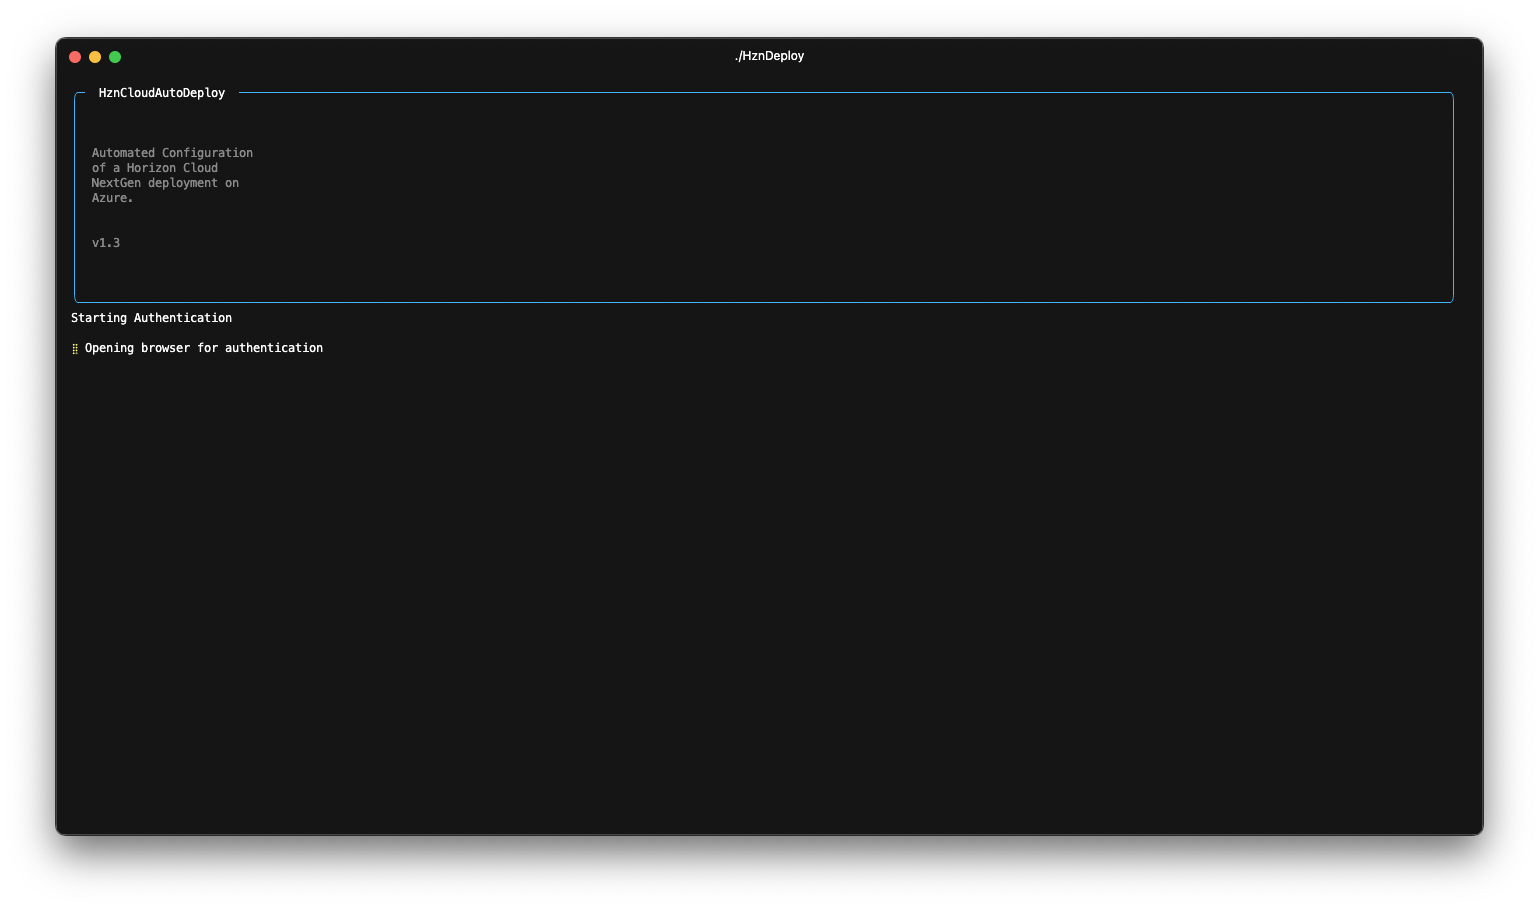 ./HznDeploy
HznCloudAutoDeploy
Automated Configuration
of a Horizon Cloud
NextGen deployment on
Azure.
v1.3
Starting Authentication
⣿ Opening browser for authentication